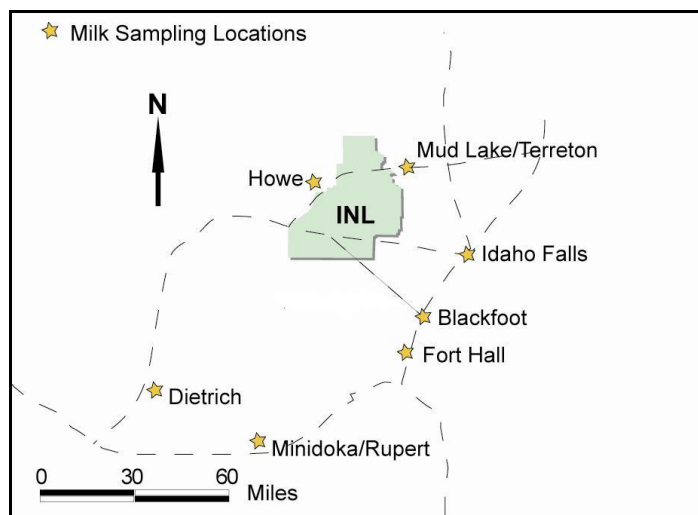 Milk Sampling Locations
N
Mud Lake/Terreton
Howe
INL
Idaho Falls
Blackfoot
Fort Hall
Dietrich
Minidoka/Rupert
0 30 60
Miles